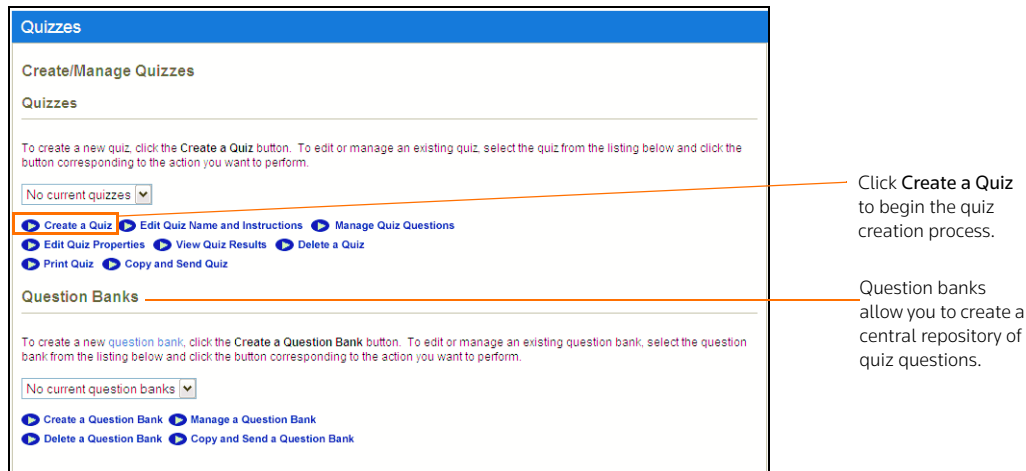 Quizzes
Create/Manage Quizzes
Quizzes
To create a new quiz, click the Create a Quiz button. To edit or manage an existing quiz, select the quiz from the listing below and click the
button corresponding to the action you want to perform.
No current quizzes
Create a Quiz Edit Quiz Name and Instructions Manage Quiz Questions
Edit Quiz Properties View Quiz Results Delete a Quiz
Print Quiz Copy and Send Quiz
Question Banks
To create a new question bank, click the Create a Question Bank button. To edit or manage an existing question bank, select the question
bank from the listing below and click the button corresponding to the action you want to perform.
No current question banks
Create a Question Bank Manage a Question Bank
Delete a Question Bank Copy and Send a Question Bank
Click Create a Quiz
to begin the quiz
creation process.
Question banks
allow you to create a
central repository of
quiz questions.